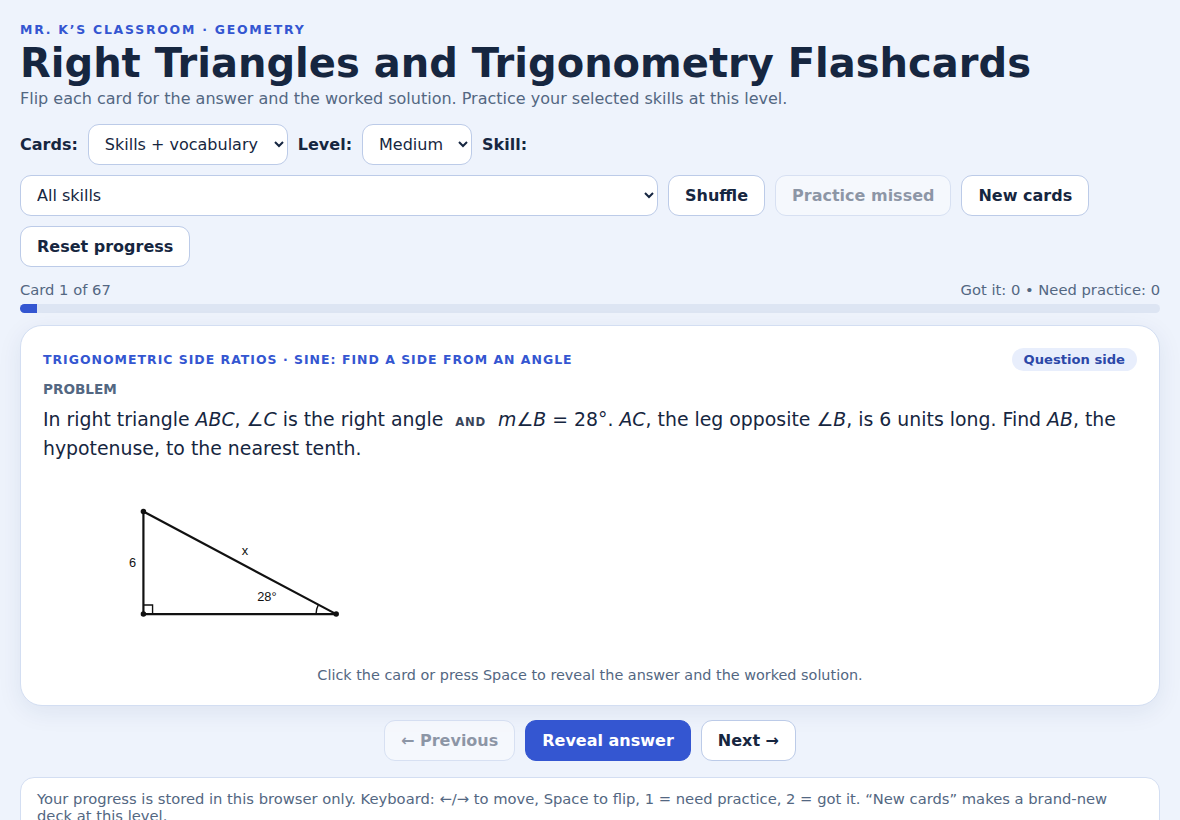 MR. K’S CLASSROOM · GEOMETRY
Right Triangles and Trigonometry Flashcards
Flip each card for the answer and the worked solution. Practice your selected skills at this level.
Cards: Skills + vocabulary Level: Medium Skill:
All skills Shuffle Practice missed New cards
Reset progress
Card 1 of 67 Got it: 0 • Need practice: 0
TRIGONOMETRIC SIDE RATIOS · SINE: FIND A SIDE FROM AN ANGLE Question side
PROBLEM
In right triangle ABC, ∠C is the right angle AND m∠B = 28°. AC, the leg opposite ∠B, is 6 units long. Find AB, the
hypotenuse, to the nearest tenth.
x
6
28°
Click the card or press Space to reveal the answer and the worked solution.
← Previous Reveal answer Next →
Your progress is stored in this browser only. Keyboard: ←/→ to move, Space to flip, 1 = need practice, 2 = got it. “New cards” makes a brand-new
deck at this level.